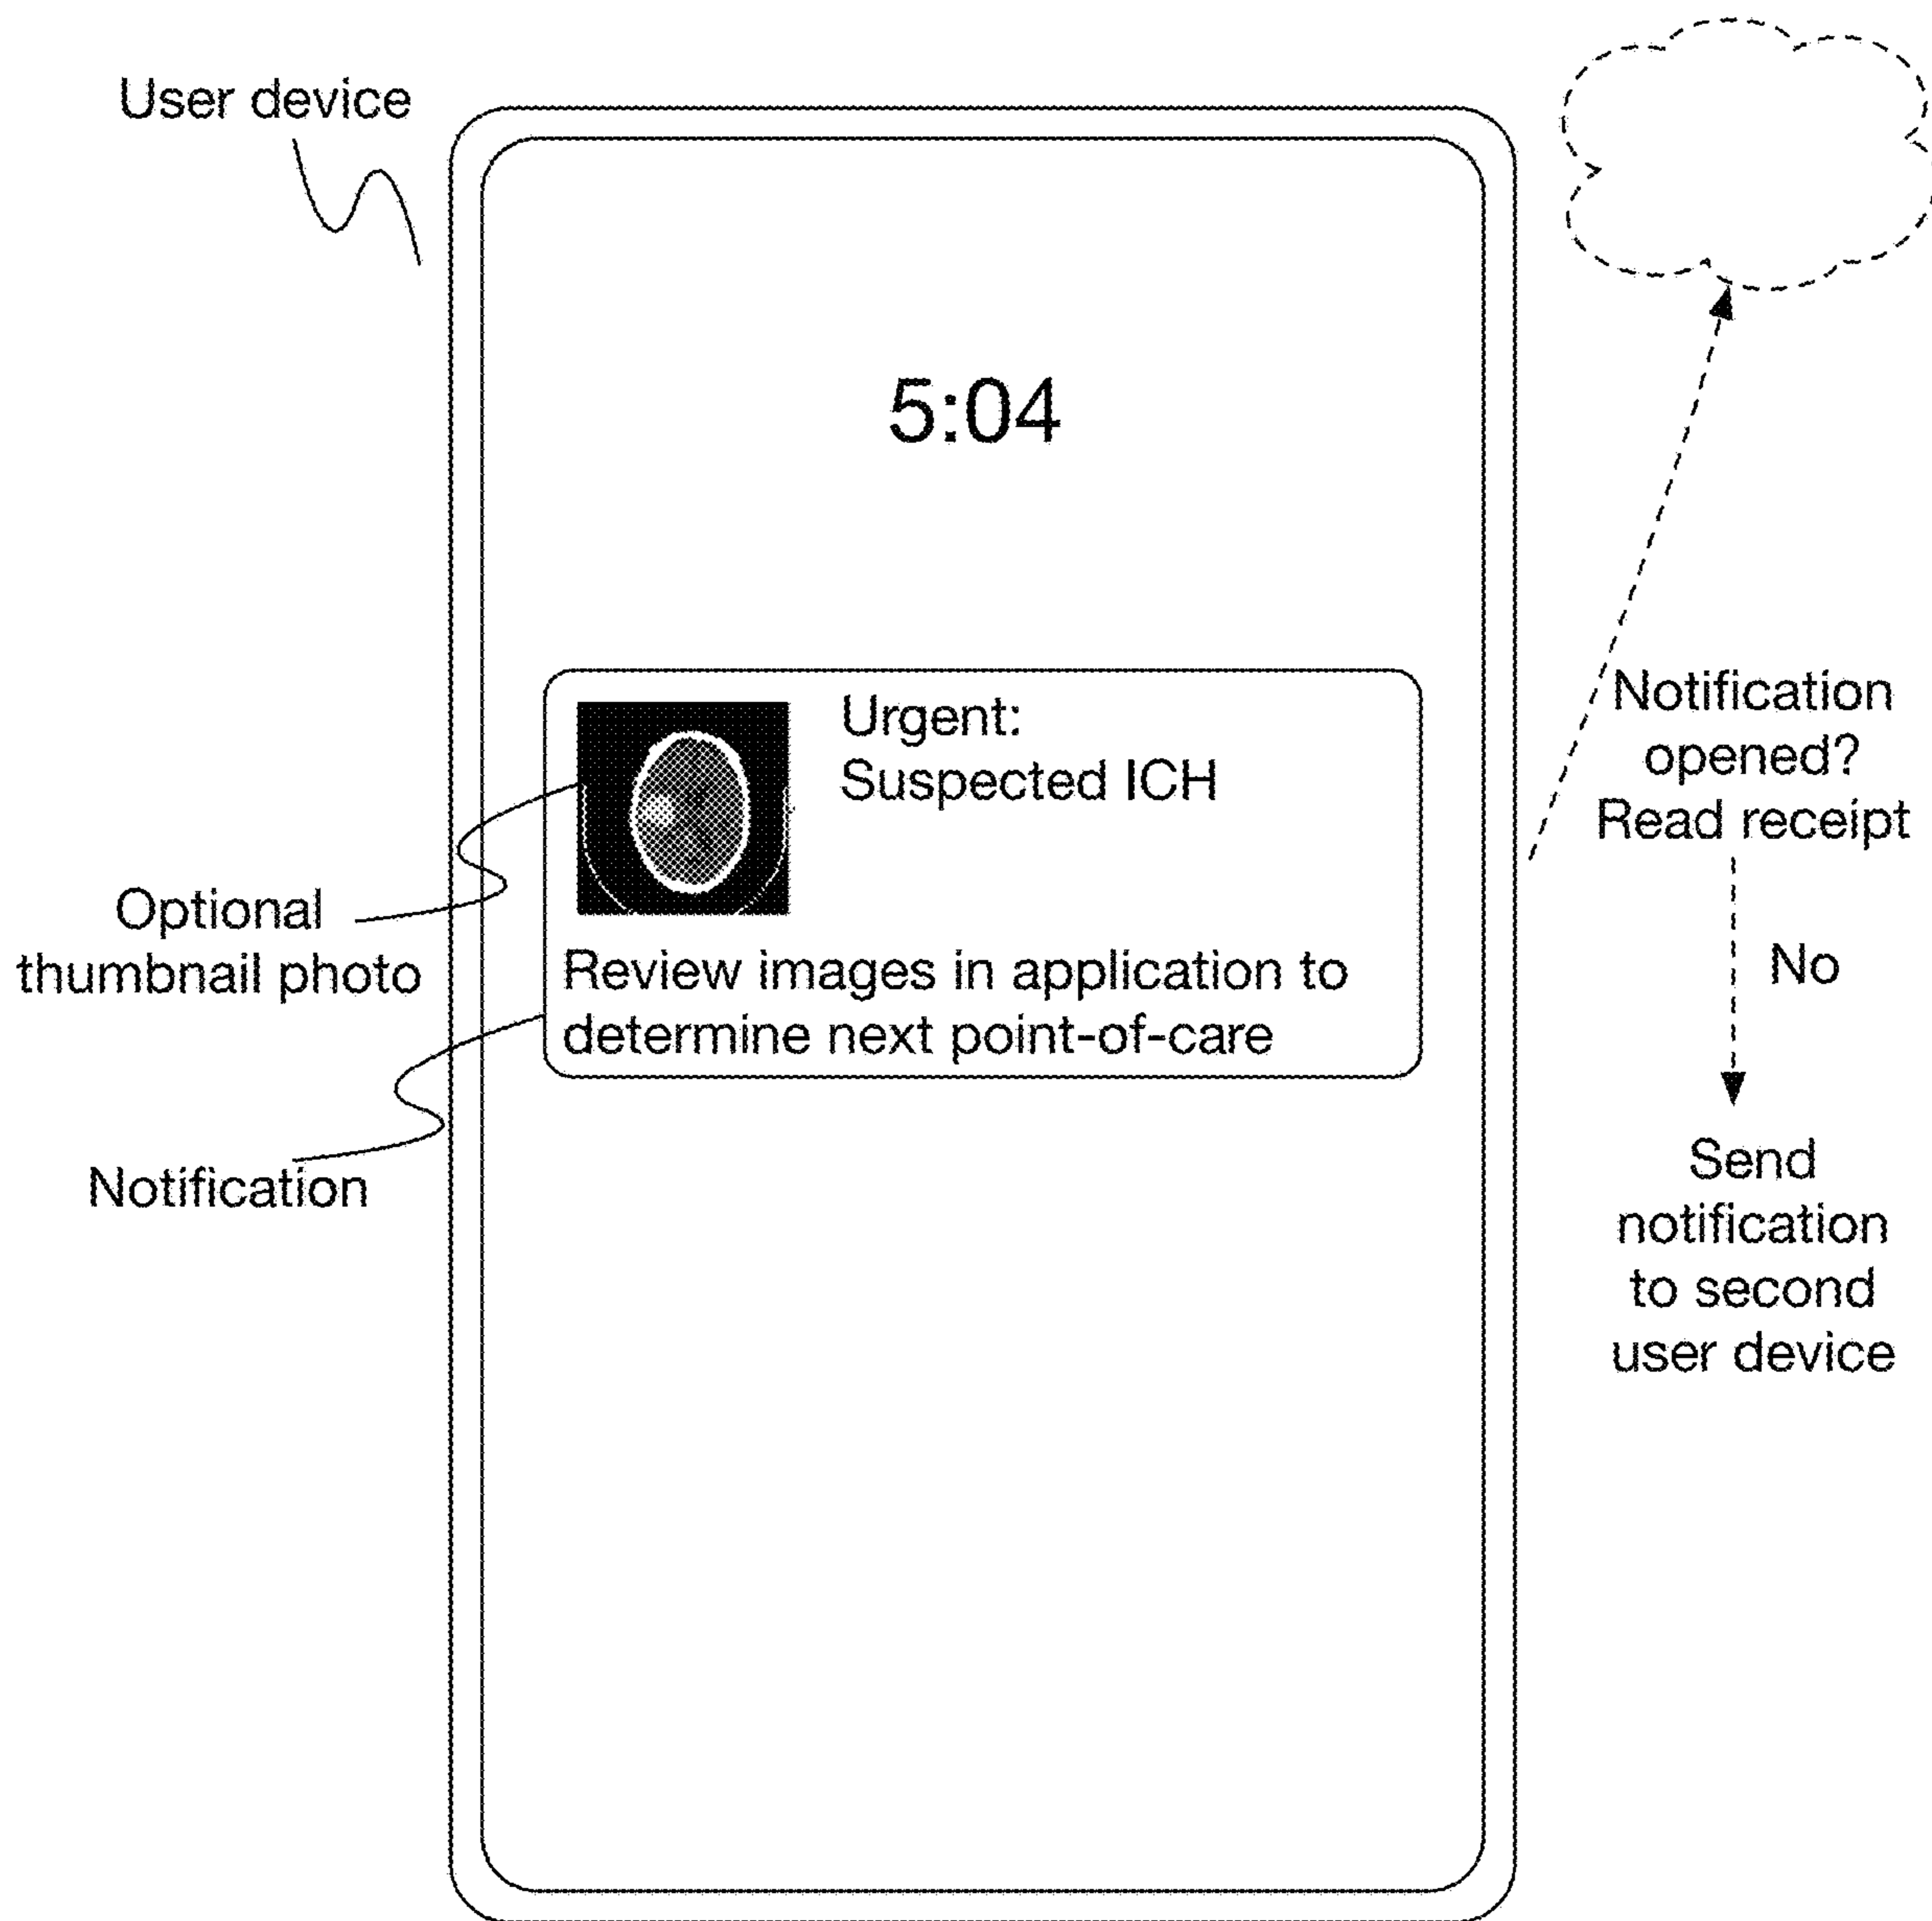 User device
5:04
Urgent:
Suspected ICH
Review images in application to
determine next point-of-care
Optional
thumbnail photo
Notification
Notification
opened?
Read receipt
No
Send
notification
to second
user device